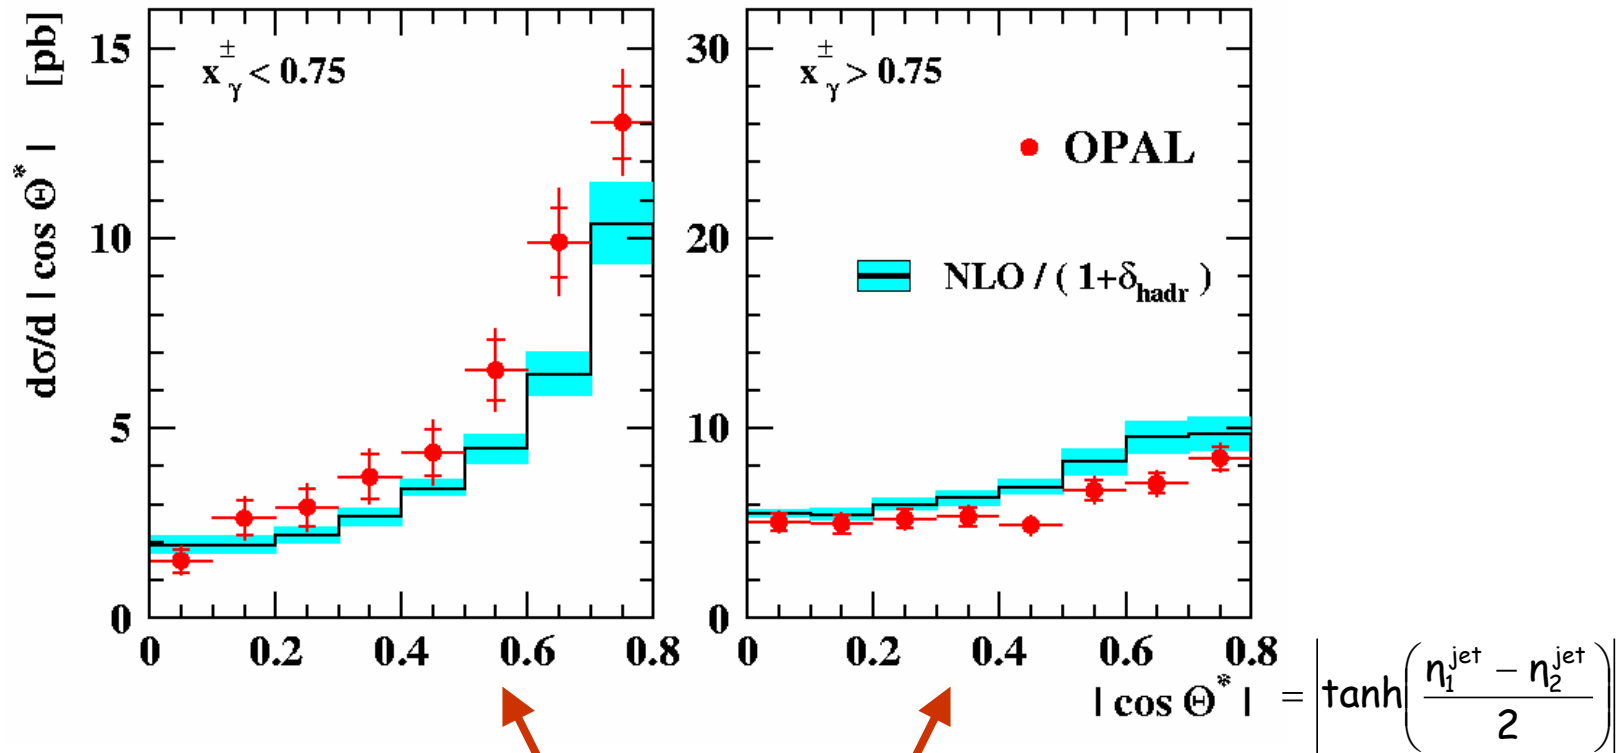 dσ/d | cos Θ* | [pb]
15
10
5
0
x±γ < 0.75
0 0.2 0.4 0.6 0.8
30
20
10
0
x±γ > 0.75
OPAL
NLO / ( 1+δhadr )
0 0.2 0.4 0.6 0.8
| cos Θ* | = |tanh((η1jet − η2jet)/2)|